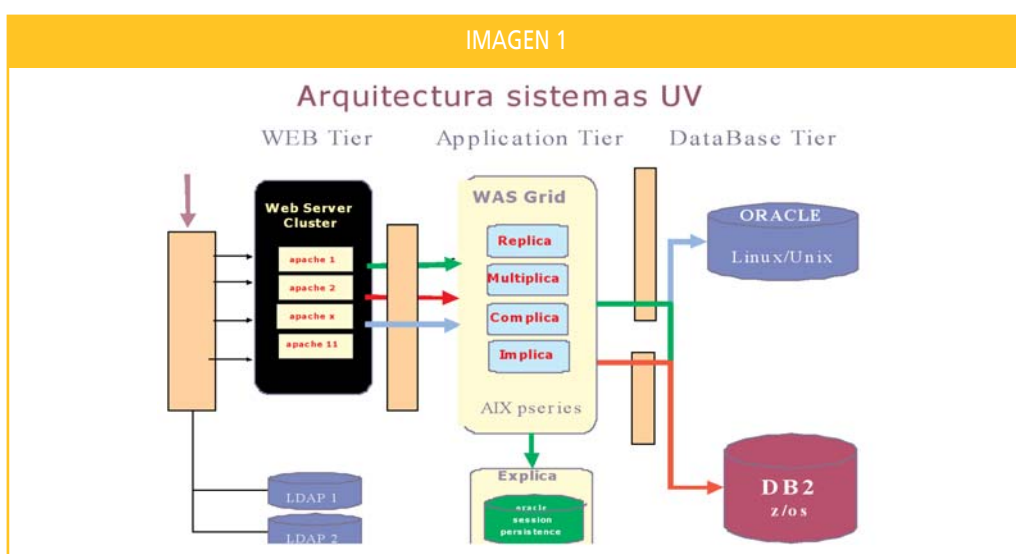 IMAGEN 1
Arquitectura sistemas UV
WEB Tier
Application Tier
DataBase Tier
Web Server
Cluster
apache 1
apache 2
apache x
apache 11
WAS Grid
Replica
Multiplica
Complica
Implica
AIX pseries
ORACLE
Linux/Unix
LDAP 1
LDAP 2
Explica
oracle
session
persistence
DB2
z/os